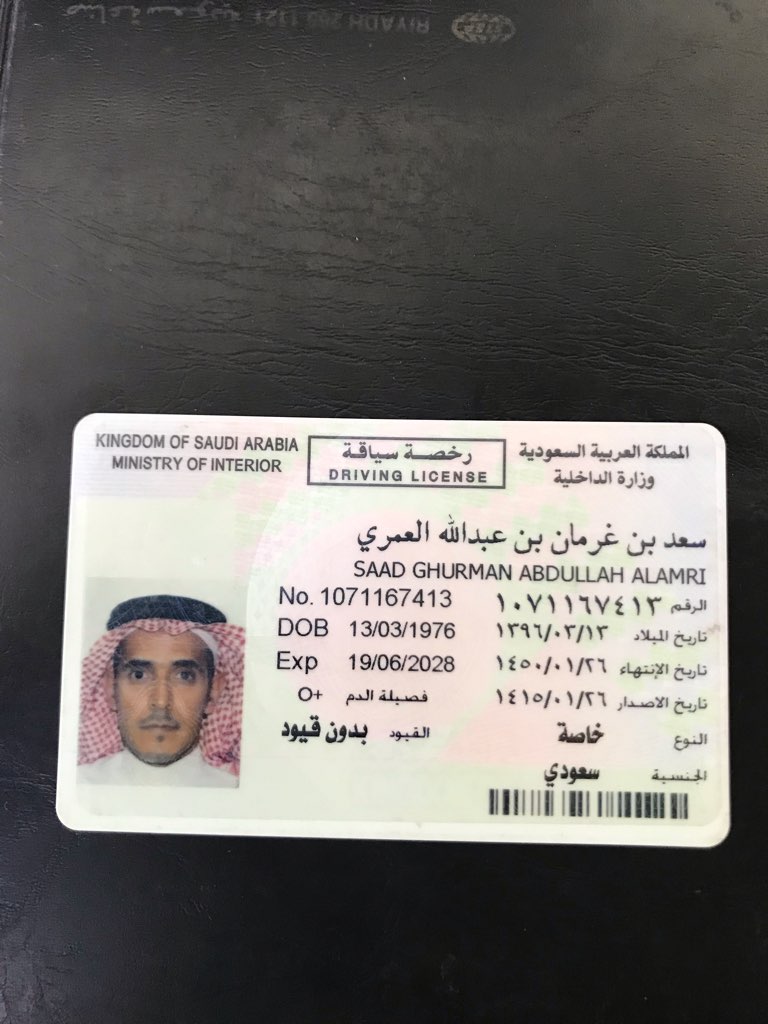 RIYADH
KINGDOM OF SAUDI ARABIA
MINISTRY OF INTERIOR
رخصة سياقة
DRIVING LICENSE
المملكة العربية السعودية
وزارة الداخلية
سعد بن غرمان بن عبدالله العمري
SAAD GHURMAN ABDULLAH ALAMRI
No. 1071167413 الرقم ١٠٧١١٦٧٤١٣
DOB 13/03/1976 تاريخ الميلاد ١٣٩٦/٠٣/١٣
Exp 19/06/2028 تاريخ الإنتهاء ١٤٥٠/٠١/٢٦
تاريخ الاصدار ١٤١٥/٠١/٢٦ فصيلة الدم O+
النوع خاصة القيود بدون قيود
الجنسية سعودي